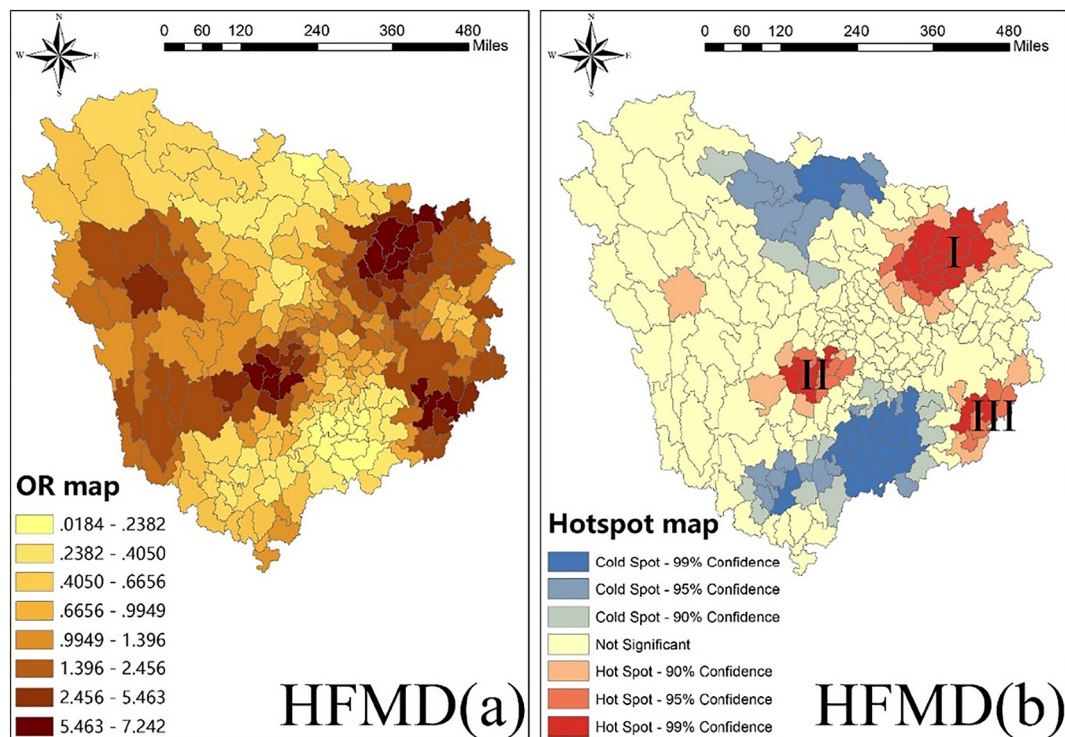 N
W E
S
0 60 120 240 360 480
Miles
OR map
.0184 - .2382
.2382 - .4050
.4050 - .6656
.6656 - .9949
.9949 - 1.396
1.396 - 2.456
2.456 - 5.463
5.463 - 7.242
HFMD(a)
N
W E
S
0 60 120 240 360 480
Miles
I
II
III
Hotspot map
Cold Spot - 99% Confidence
Cold Spot - 95% Confidence
Cold Spot - 90% Confidence
Not Significant
Hot Spot - 90% Confidence
Hot Spot - 95% Confidence
Hot Spot - 99% Confidence
HFMD(b)